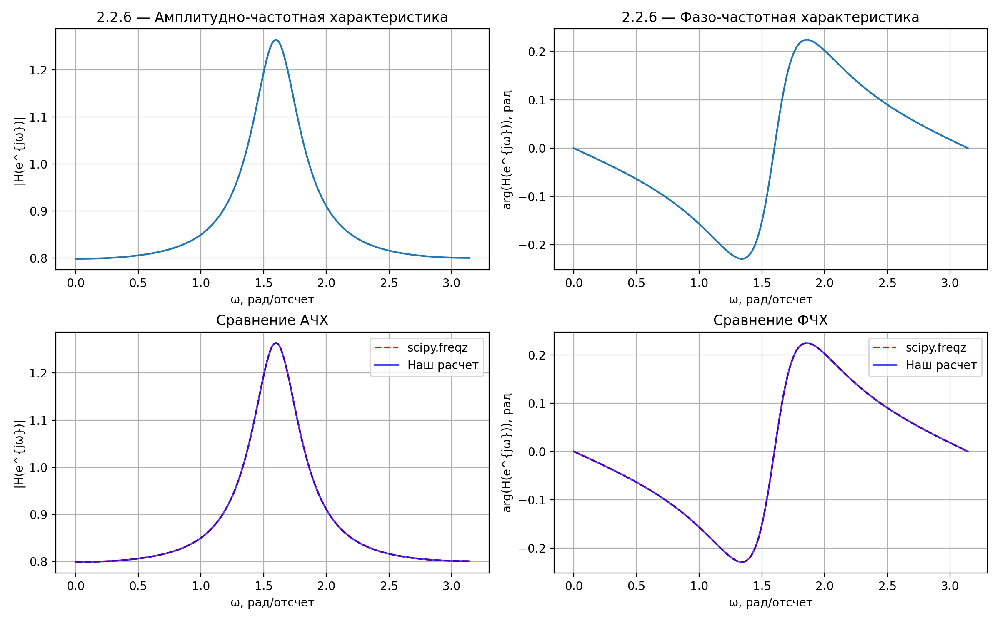 2.2.6 — Амплитудно-частотная характеристика
|H(e^{jω})|
1.2
1.1
1.0
0.9
0.8
0.0 0.5 1.0 1.5 2.0 2.5 3.0
ω, рад/отсчет
2.2.6 — Фазо-частотная характеристика
arg(H(e^{jω})), рад
0.2
0.1
0.0
−0.1
−0.2
0.0 0.5 1.0 1.5 2.0 2.5 3.0
ω, рад/отсчет
Сравнение АЧХ
|H(e^{jω})|
1.2
1.1
1.0
0.9
0.8
scipy.freqz
Наш расчет
0.0 0.5 1.0 1.5 2.0 2.5 3.0
ω, рад/отсчет
Сравнение ФЧХ
arg(H(e^{jω})), рад
0.2
0.1
0.0
−0.1
−0.2
scipy.freqz
Наш расчет
0.0 0.5 1.0 1.5 2.0 2.5 3.0
ω, рад/отсчет